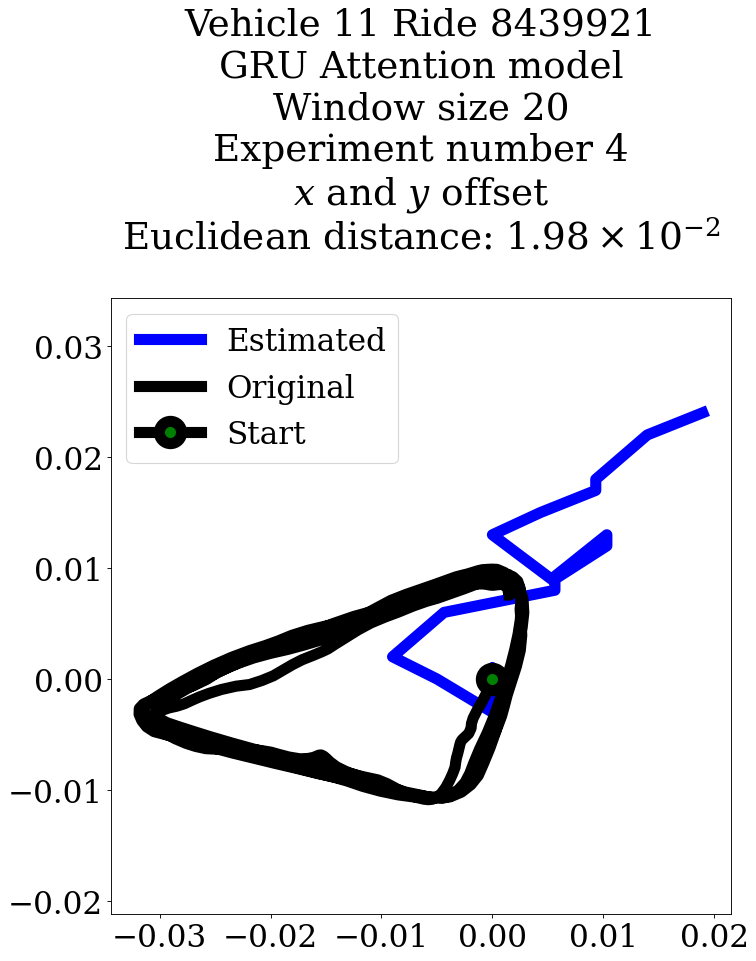 Vehicle 11 Ride 8439921
GRU Attention model
Window size 20
Experiment number 4
x and y offset
Euclidean distance: 1.98 × 10⁻²
Estimated
Original
Start
0.03
0.02
0.01
0.00
−0.01
−0.02
−0.03 −0.02 −0.01 0.00 0.01 0.02